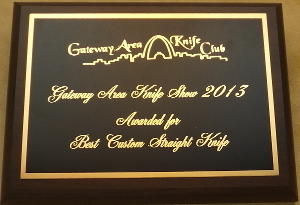 Gateway Area Knife Club
Gateway Area Knife Show 2013
Awarded for
Best Custom Straight Knife